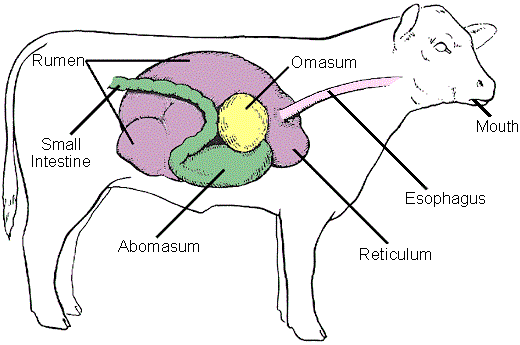 Rumen
Omasum
Small
Intestine
Mouth
Esophagus
Abomasum
Reticulum